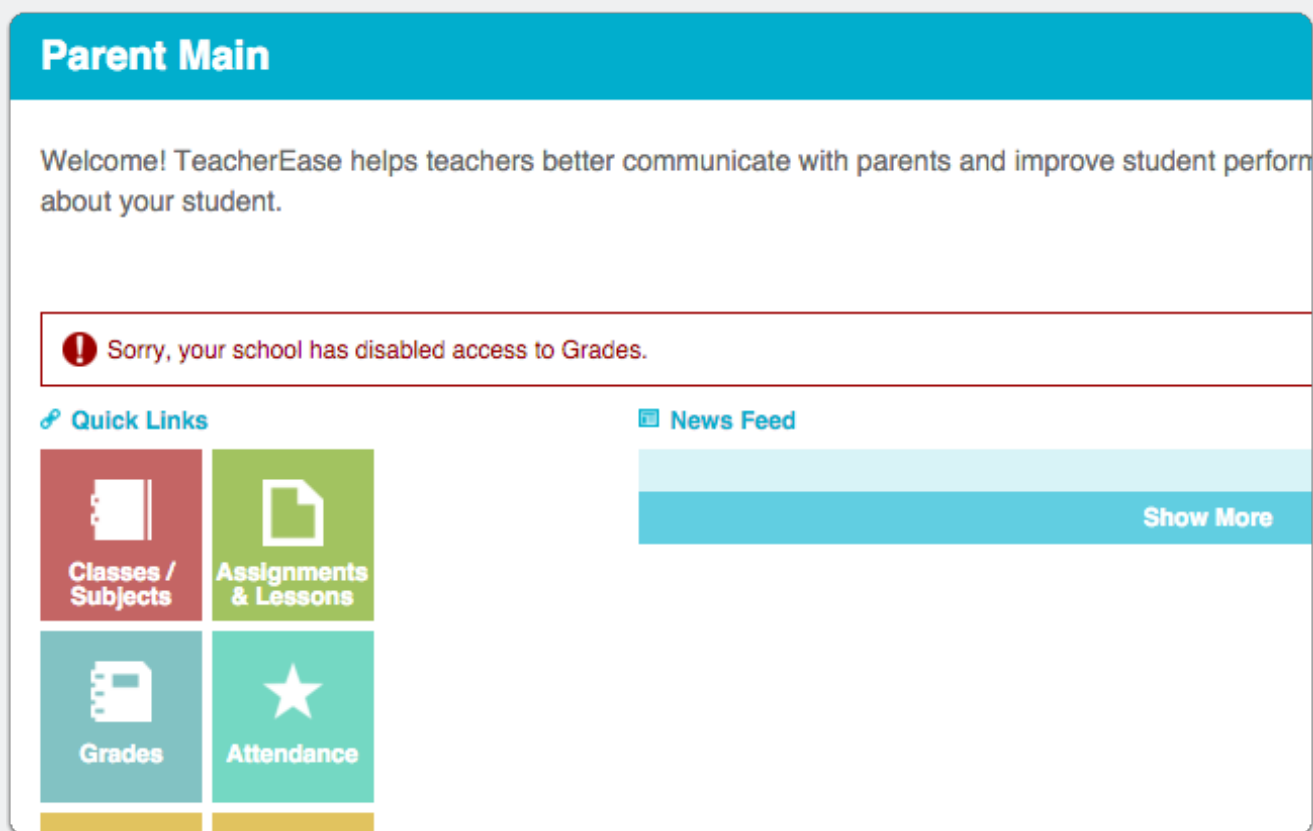 Parent Main
Welcome! TeacherEase helps teachers better communicate with parents and improve student
about your student.
Sorry, your school has disabled access to Grades.
Quick Links
News Feed
Show More
Classes /
Subjects
Assignments
& Lessons
Grades
Attendance